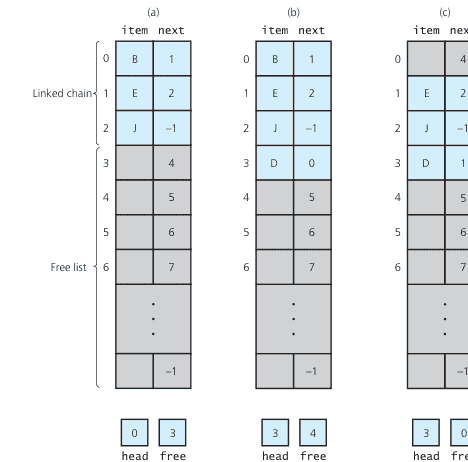 (a) (b) (c)
item next item next item nex
0 B 1 0 B 1 0 4
1 E 2 1 E 2 1 E 2
Linked chain
2 J –1 2 J –1 2 J –1
3 4 3 D 0 3 D 1
4 5 4 5 4 5
5 6 5 6 5 6
Free list 6 7 6 7 6 7
–1 –1 –1
0 3 3 4 3 0
head free head free head fre